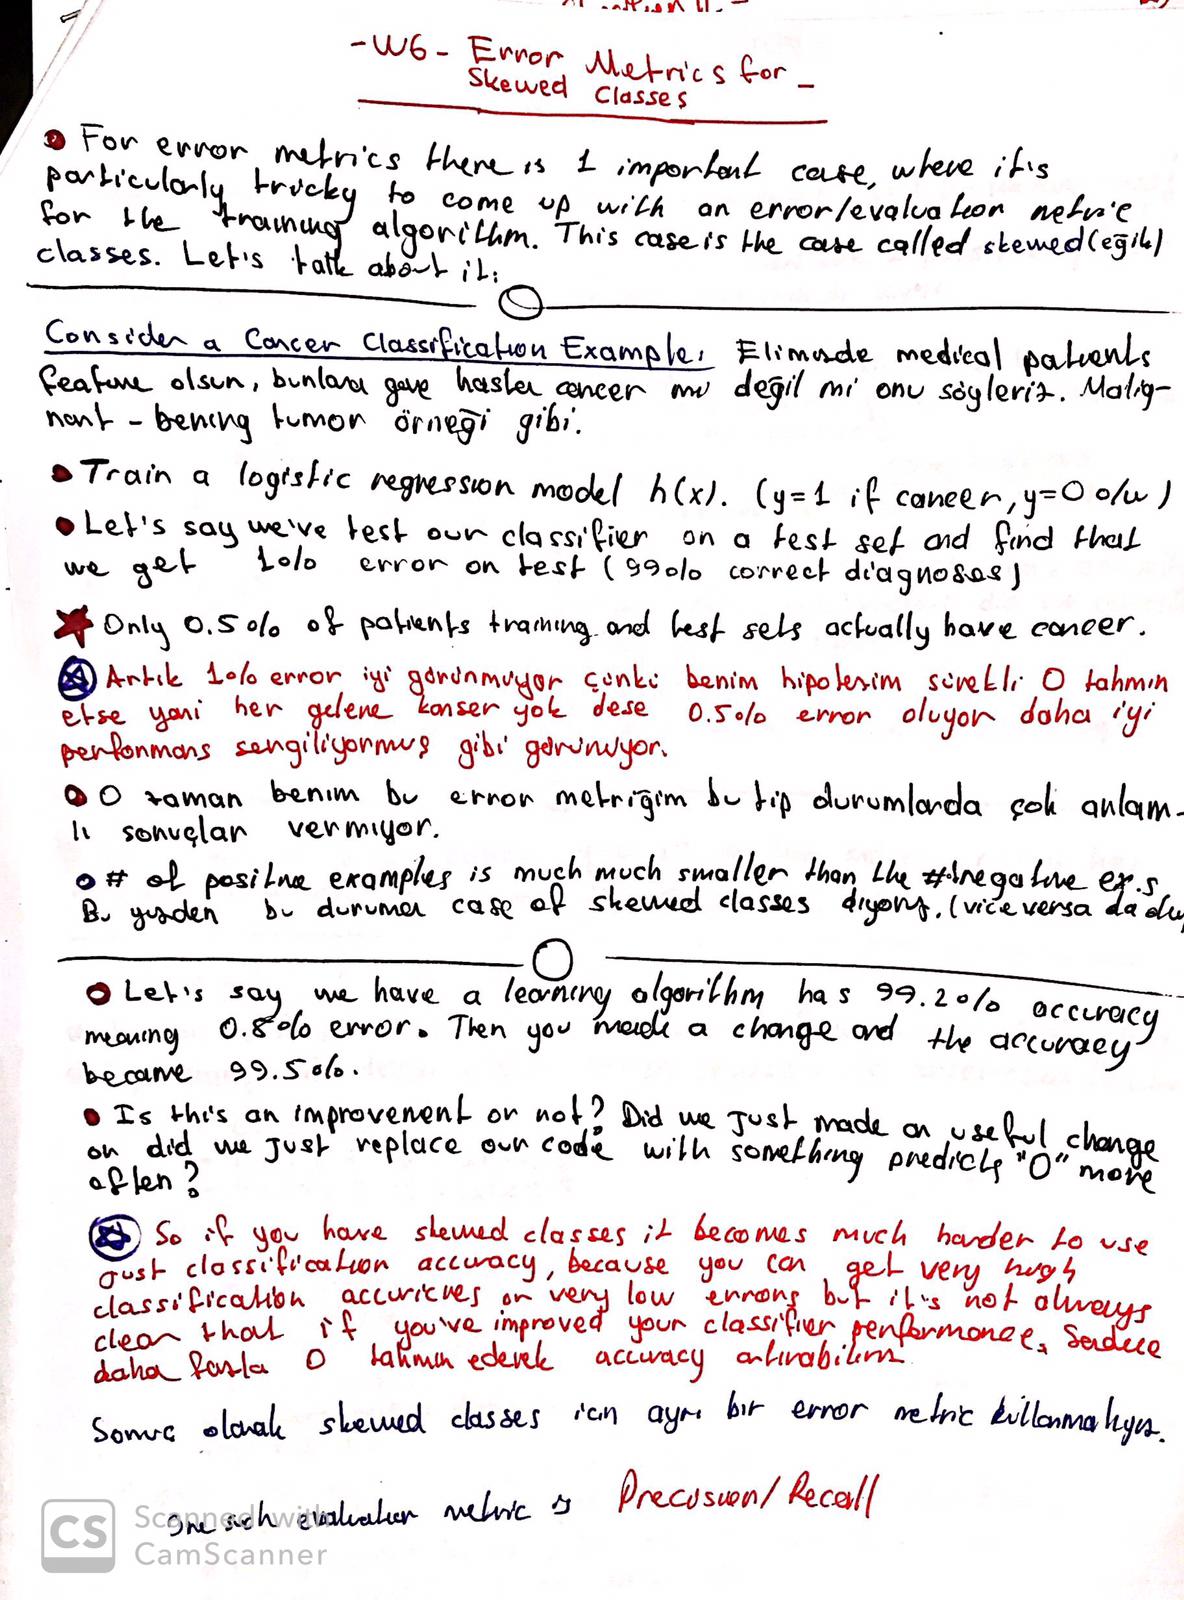 -W6- Error Metrics for -
Skewed Classes
• For error metrics there is 1 important case, where it's
particularly trucky to come up with an error/evaluation netric
for the training algorithm. This case is the case called skewed(eğik)
classes. Let's talk about it:
Consider a Cancer Classification Example: Elimizde medical patients
feature olsun, bunlara göre hasta cancer mı değil mi onu söyleriz. Malig-
nant - bening tumor örneği gibi.
• Train a logistic regression model h(x). (y=1 if cancer, y=0 o/w)
• Let's say we've test our classifier on a test set and find that
we get 1% error on test (99% correct diagnoses)
★ Only 0.5% of patients training and test sets actually have cancer.
Artık 1% error iyi görünmüyor çünkü benim hipotezim sürekli 0 tahmin
etse yani her gelene kanser yok dese 0.5% error oluyor daha iyi
performans sergiliyormuş gibi görünüyor.
• O zaman benim bu error metriğim bu tip durumlarda çok anlam-
lı sonuçlar vermiyor.
• # of positive examples is much much smaller than the # negative ex.s
Bu yüzden bu duruma case of skewed classes diyoruz. (vice versa da
• Let's say we have a learning algorithm has 99.2% accuracy
meaning 0.8% error. Then you made a change and the accuracy
became 99.5%.
• Is this an improvement or not? Did we just made an useful change
or did we just replace our code with something predicts "0" more
often?
So if you have skewed classes it becomes much harder to use
just classification accuracy, because you can get very high
classification accuricies or very low errors but it's not always
clear that if you've improved your classifier performance. Sadece
daha fazla 0 tahmin ederek accuracy artırabilirim.
Sonuç olarak skewed classes için ayrı bir error metric kullanmalıyız.
One such evaluation metric is Precision/Recall
CS Scanned with
CamScanner